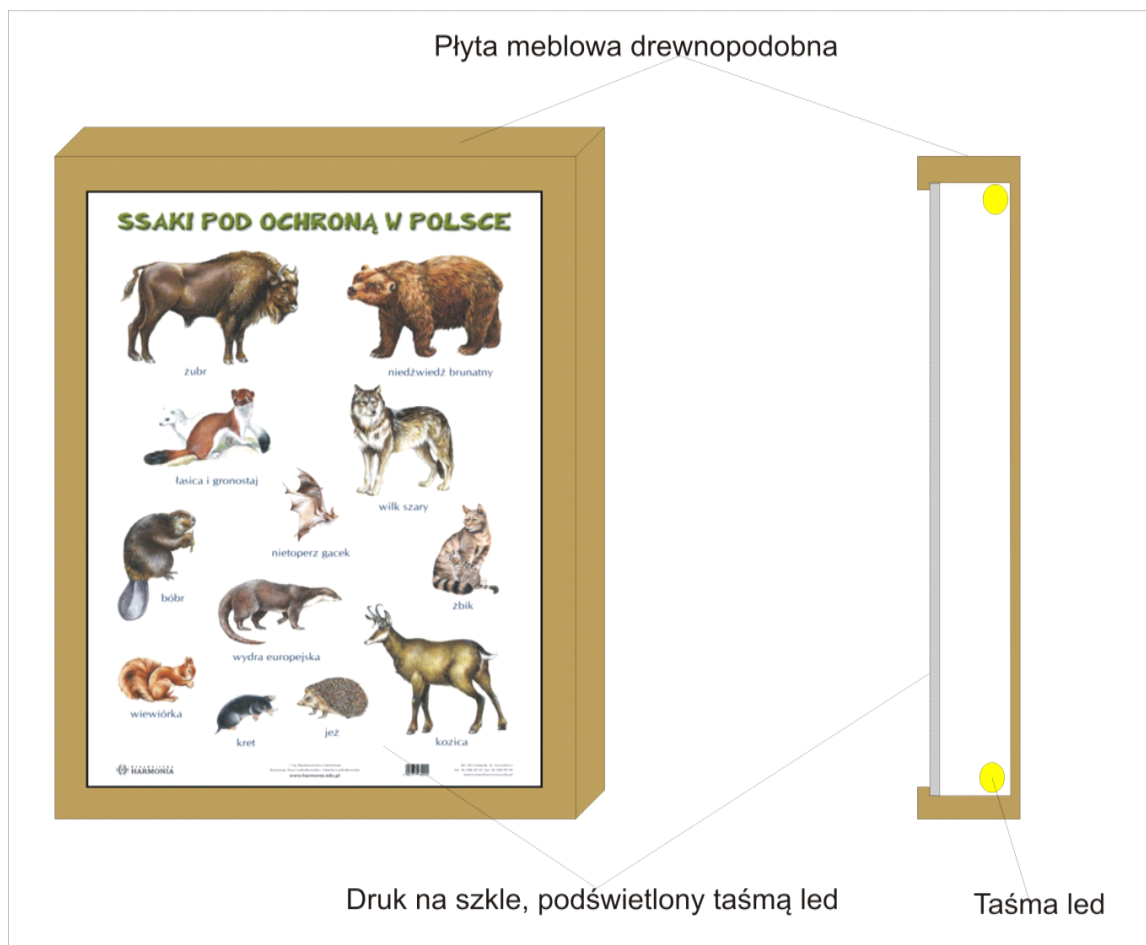 Płyta meblowa drewnopodobna
SSAKI POD OCHRONĄ W POLSCE
żubr
niedźwiedź brunatny
łasica i gronostaj
wilk szary
nietoperz gacek
bóbr
żbik
wydra europejska
wiewiórka
kret
jeż
kozica
HARMONIA
www.harmonia.edu.pl
Druk na szkle, podświetlony taśmą led
Taśma led